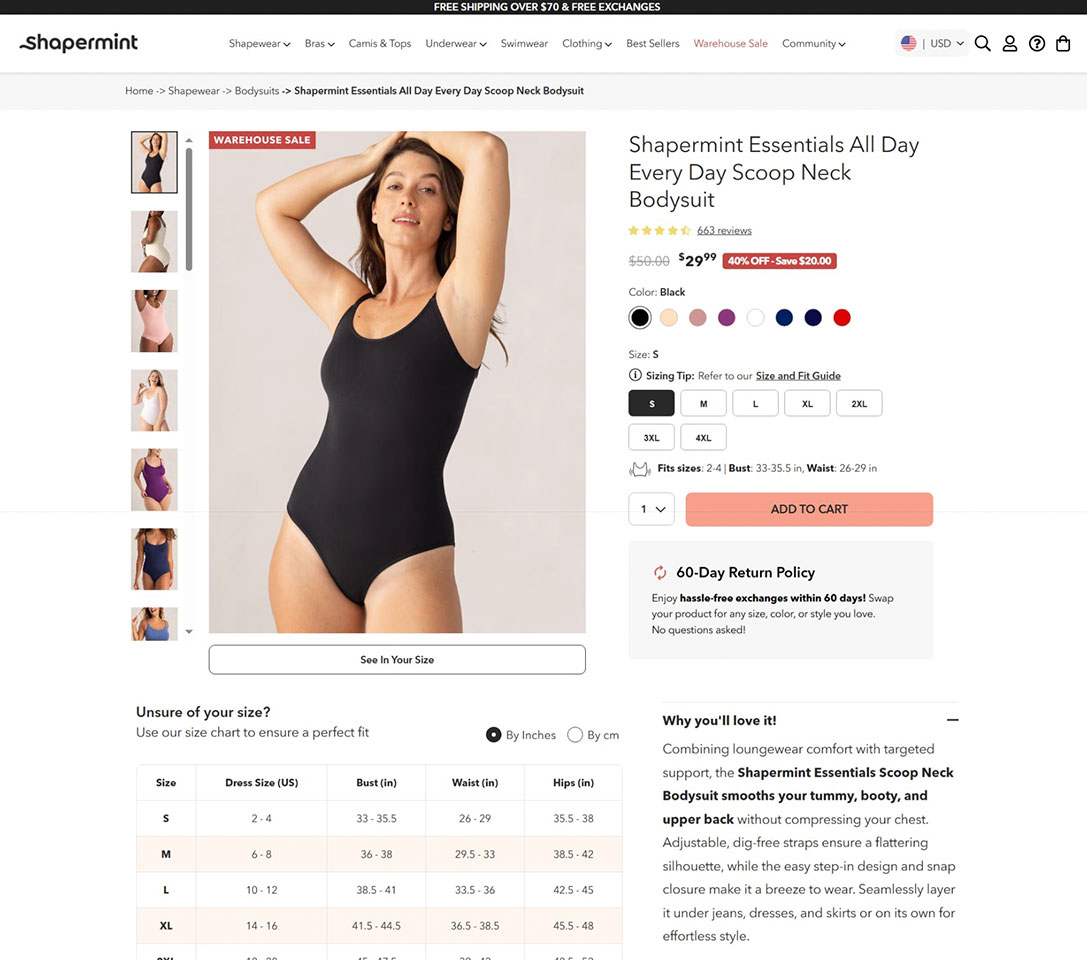 FREE SHIPPING OVER $70 & FREE EXCHANGES
shapermint
Shapewear Bras Camis & Tops Underwear Swimwear Clothing Best Sellers Warehouse Sale Community
| USD
Home -> Shapewear -> Bodysuits -> Shapermint Essentials All Day Every Day Scoop Neck Bodysuit
WAREHOUSE SALE
See In Your Size
Shapermint Essentials All Day
Every Day Scoop Neck
Bodysuit
663 reviews
$50.00 $29⁹⁹ 40% OFF - Save $20.00
Color: Black
Size: S
Sizing Tip: Refer to our Size and Fit Guide
S M L XL 2XL
3XL 4XL
Fits sizes: 2-4 | Bust: 33-35.5 in, Waist: 26-29 in
1 ADD TO CART
60-Day Return Policy
Enjoy hassle-free exchanges within 60 days! Swap
your product for any size, color, or style you love.
No questions asked!
Unsure of your size?
Use our size chart to ensure a perfect fit
By Inches By cm
Size Dress Size (US) Bust (in) Waist (in) Hips (in)
S 2 - 4 33 - 35.5 26 - 29 35.5 - 38
M 6 - 8 36 - 38 29.5 - 33 38.5 - 42
L 10 - 12 38.5 - 41 33.5 - 36 42.5 - 45
XL 14 - 16 41.5 - 44.5 36.5 - 38.5 45.5 - 48
Why you'll love it!
Combining loungewear comfort with targeted
support, the Shapermint Essentials Scoop Neck
Bodysuit smooths your tummy, booty, and
upper back without compressing your chest.
Adjustable, dig-free straps ensure a flattering
silhouette, while the easy step-in design and snap
closure make it a breeze to wear. Seamlessly layer
it under jeans, dresses, and skirts or on its own for
effortless style.